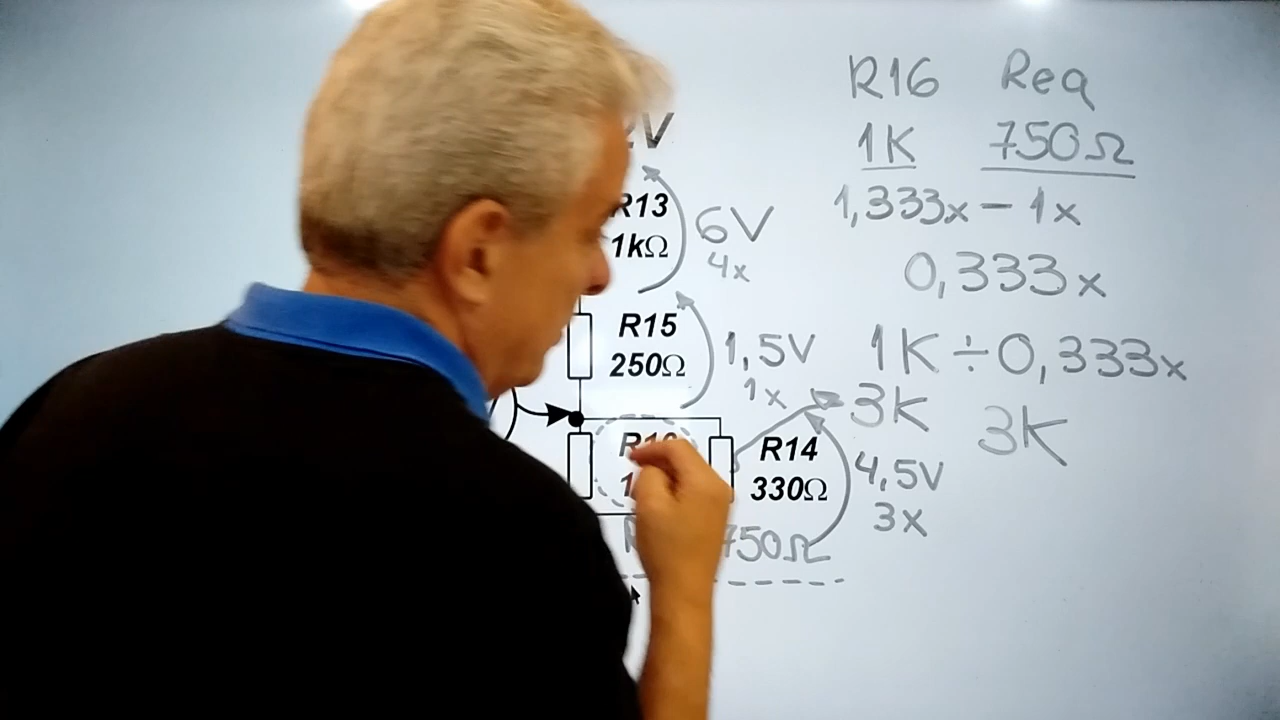 R16 Req
1K 750Ω
1,333x - 1x
0,333x
1K ÷ 0,333x
3K
2V
R13
1kΩ
6V
4x
R15
250Ω
1,5V
1x
3K
R14
330Ω
4,5V
3x
750Ω